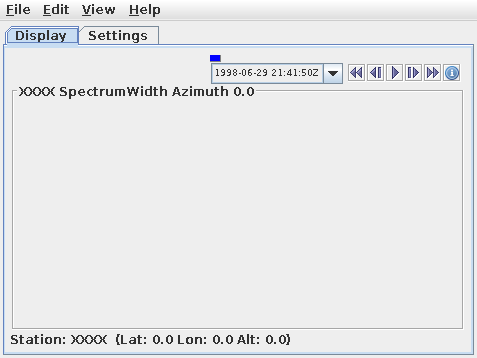 File Edit View Help
Display Settings
1998-06-29 21:41:50Z
XXXX SpectrumWidth Azimuth 0.0
Station: XXXX (Lat: 0.0 Lon: 0.0 Alt: 0.0)